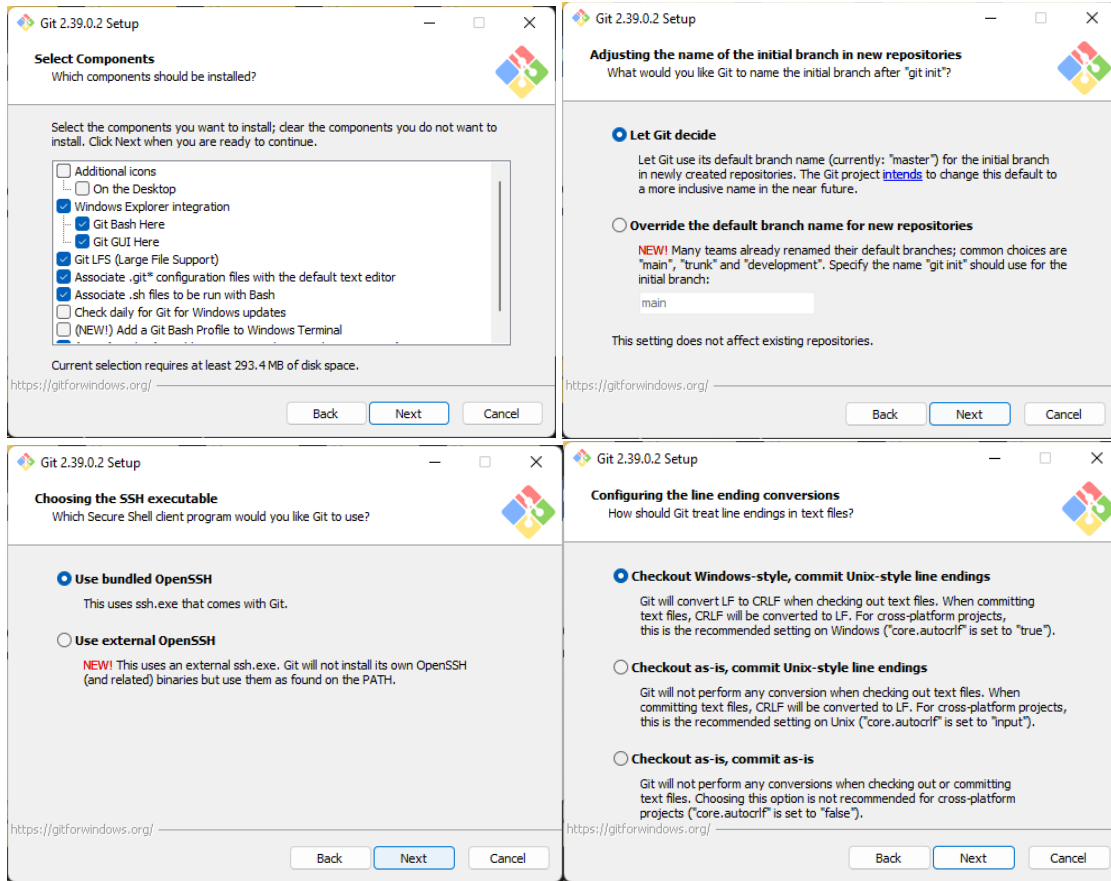 Git 2.39.0.2 Setup
Select Components
Which components should be installed?
Select the components you want to install; clear the components you do not want to
install. Click Next when you are ready to continue.
Additional icons
On the Desktop
Windows Explorer integration
Git Bash Here
Git GUI Here
Git LFS (Large File Support)
Associate .git* configuration files with the default text editor
Associate .sh files to be run with Bash
Check daily for Git for Windows updates
(NEW!) Add a Git Bash Profile to Windows Terminal
Current selection requires at least 293.4 MB of disk space.
https://gitforwindows.org/
Back
Next
Cancel
Git 2.39.0.2 Setup
Adjusting the name of the initial branch in new repositories
What would you like Git to name the initial branch after "git init"?
Let Git decide
Let Git use its default branch name (currently: "master") for the initial branch
in newly created repositories. The Git project intends to change this default to
a more inclusive name in the near future.
Override the default branch name for new repositories
NEW! Many teams already renamed their default branches; common choices are
"main", "trunk" and "development". Specify the name "git init" should use for the
initial branch:
main
This setting does not affect existing repositories.
https://gitforwindows.org/
Back
Next
Cancel
Git 2.39.0.2 Setup
Choosing the SSH executable
Which Secure Shell client program would you like Git to use?
Use bundled OpenSSH
This uses ssh.exe that comes with Git.
Use external OpenSSH
NEW! This uses an external ssh.exe. Git will not install its own OpenSSH
(and related) binaries but use them as found on the PATH.
https://gitforwindows.org/
Back
Next
Cancel
Git 2.39.0.2 Setup
Configuring the line ending conversions
How should Git treat line endings in text files?
Checkout Windows-style, commit Unix-style line endings
Git will convert LF to CRLF when checking out text files. When committing
text files, CRLF will be converted to LF. For cross-platform projects,
this is the recommended setting on Windows ("core.autocrlf" is set to "true").
Checkout as-is, commit Unix-style line endings
Git will not perform any conversion when checking out text files. When
committing text files, CRLF will be converted to LF. For cross-platform projects,
this is the recommended setting on Unix ("core.autocrlf" is set to "input").
Checkout as-is, commit as-is
Git will not perform any conversions when checking out or committing
text files. Choosing this option is not recommended for cross-platform
projects ("core.autocrlf" is set to "false").
https://gitforwindows.org/
Back
Next
Cancel